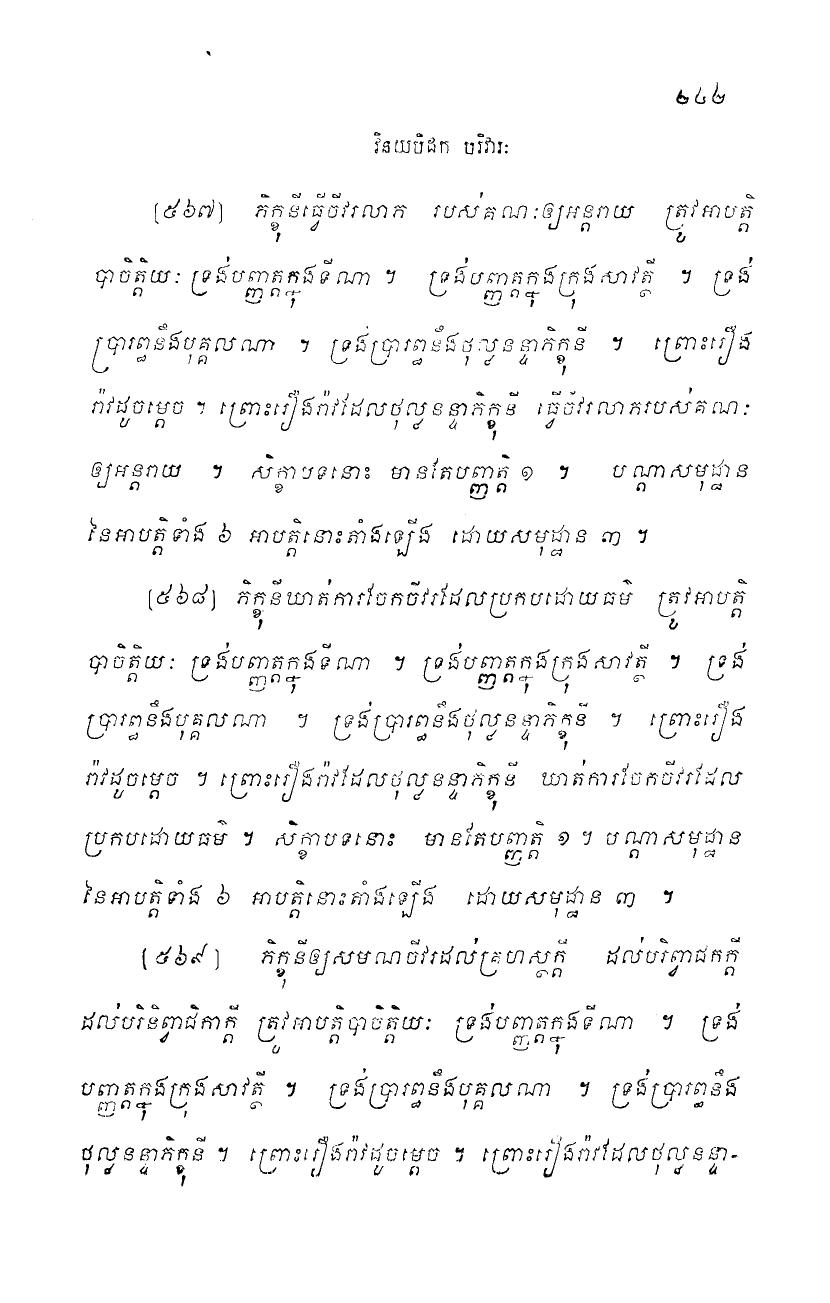 ២៤២
វិនយបិដក បរិវារៈ
[៥៦៧] ភិក្ខុនីធ្វើចីវរលាភ របស់គណៈឲ្យអន្តរាយ ត្រូវអាបត្តិ
បាចិត្តិយៈ ទ្រង់បញ្ញត្តក្នុងទីណា ។ ទ្រង់បញ្ញត្តក្នុងក្រុងសាវត្ថី ។ ទ្រង់
ប្រារព្ធនឹងបុគ្គលណា ។ ទ្រង់ប្រារព្ធនឹងថុល្លនន្ទាភិក្ខុនី ។ ព្រោះរឿង
រ៉ាវដូចម្តេច ។ ព្រោះរឿងរ៉ាវដែលថុល្លនន្ទាភិក្ខុនី ធ្វើចីវរលាភរបស់គណៈ
ឲ្យអន្តរាយ ។ សិក្ខាបទនោះ មានតែបញ្ញត្តិ ១ ។ បណ្តាសមុដ្ឋាន
នៃអាបត្តិទាំង ៦ អាបត្តិនោះតាំងឡើង ដោយសមុដ្ឋាន ៣ ។
[៥៦៨] ភិក្ខុនីឃាត់ការចែកចីវរដែលប្រកបដោយធម៌ ត្រូវអាបត្តិ
បាចិត្តិយៈ ទ្រង់បញ្ញត្តក្នុងទីណា ។ ទ្រង់បញ្ញត្តក្នុងក្រុងសាវត្ថី ។ ទ្រង់
ប្រារព្ធនឹងបុគ្គលណា ។ ទ្រង់ប្រារព្ធនឹងថុល្លនន្ទាភិក្ខុនី ។ ព្រោះរឿង
រ៉ាវដូចម្តេច ។ ព្រោះរឿងរ៉ាវដែលថុល្លនន្ទាភិក្ខុនី ឃាត់ការចែកចីវរដែល
ប្រកបដោយធម៌ ។ សិក្ខាបទនោះ មានតែបញ្ញត្តិ ១ ។ បណ្តាសមុដ្ឋាន
នៃអាបត្តិទាំង ៦ អាបត្តិនោះតាំងឡើង ដោយសមុដ្ឋាន ៣ ។
[៥៦៩] ភិក្ខុនីឲ្យសមណចីវរដល់គ្រហស្ថក្តី ដល់បរិព្វាជកក្តី
ដល់បរិនិព្វាជិកាក្តី ត្រូវអាបត្តិបាចិត្តិយៈ ទ្រង់បញ្ញត្តក្នុងទីណា ។ ទ្រង់
បញ្ញត្តក្នុងក្រុងសាវត្ថី ។ ទ្រង់ប្រារព្ធនឹងបុគ្គលណា ។ ទ្រង់ប្រារព្ធនឹង
ថុល្លនន្ទាភិក្ខុនី ។ ព្រោះរឿងរ៉ាវដូចម្តេច ។ ព្រោះរឿងរ៉ាវដែលថុល្លនន្ទា-